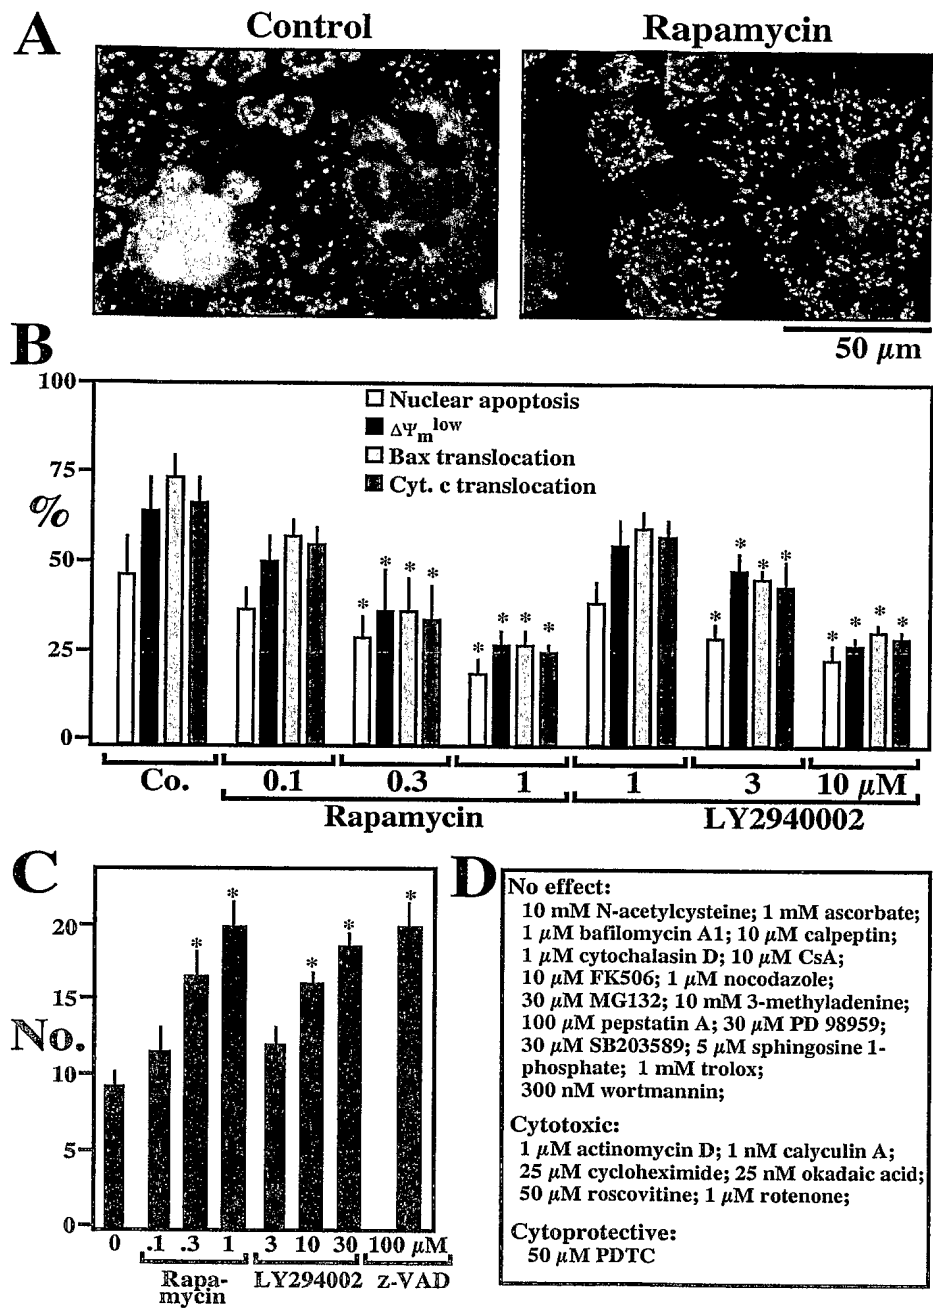 A
Control
Rapamycin
50 µm
B
100
75
%
50
25
0
Nuclear apoptosis
ΔΨm low
Bax translocation
Cyt. c translocation
* * * *
* * * *
* * * *
* * * *
Co.
0.1
0.3
1
1
3
10 µM
Rapamycin
LY2940002
C
20
15
No.
10
5
0
* * * * *
0 .1 .3 1 3 10 30 100 µM
Rapa-
mycin
LY294002
z-VAD
D
No effect:
10 mM N-acetylcysteine; 1 mM ascorbate;
1 µM bafilomycin A1; 10 µM calpeptin;
1 µM cytochalasin D; 10 µM CsA;
10 µM FK506; 1 µM nocodazole;
30 µM MG132; 10 mM 3-methyladenine;
100 µM pepstatin A; 30 µM PD 98959;
30 µM SB203589; 5 µM sphingosine 1-
phosphate; 1 mM trolox;
300 nM wortmannin;
Cytotoxic:
1 µM actinomycin D; 1 nM calyculin A;
25 µM cycloheximide; 25 nM okadaic acid;
50 µM roscovitine; 1 µM rotenone;
Cytoprotective:
50 µM PDTC